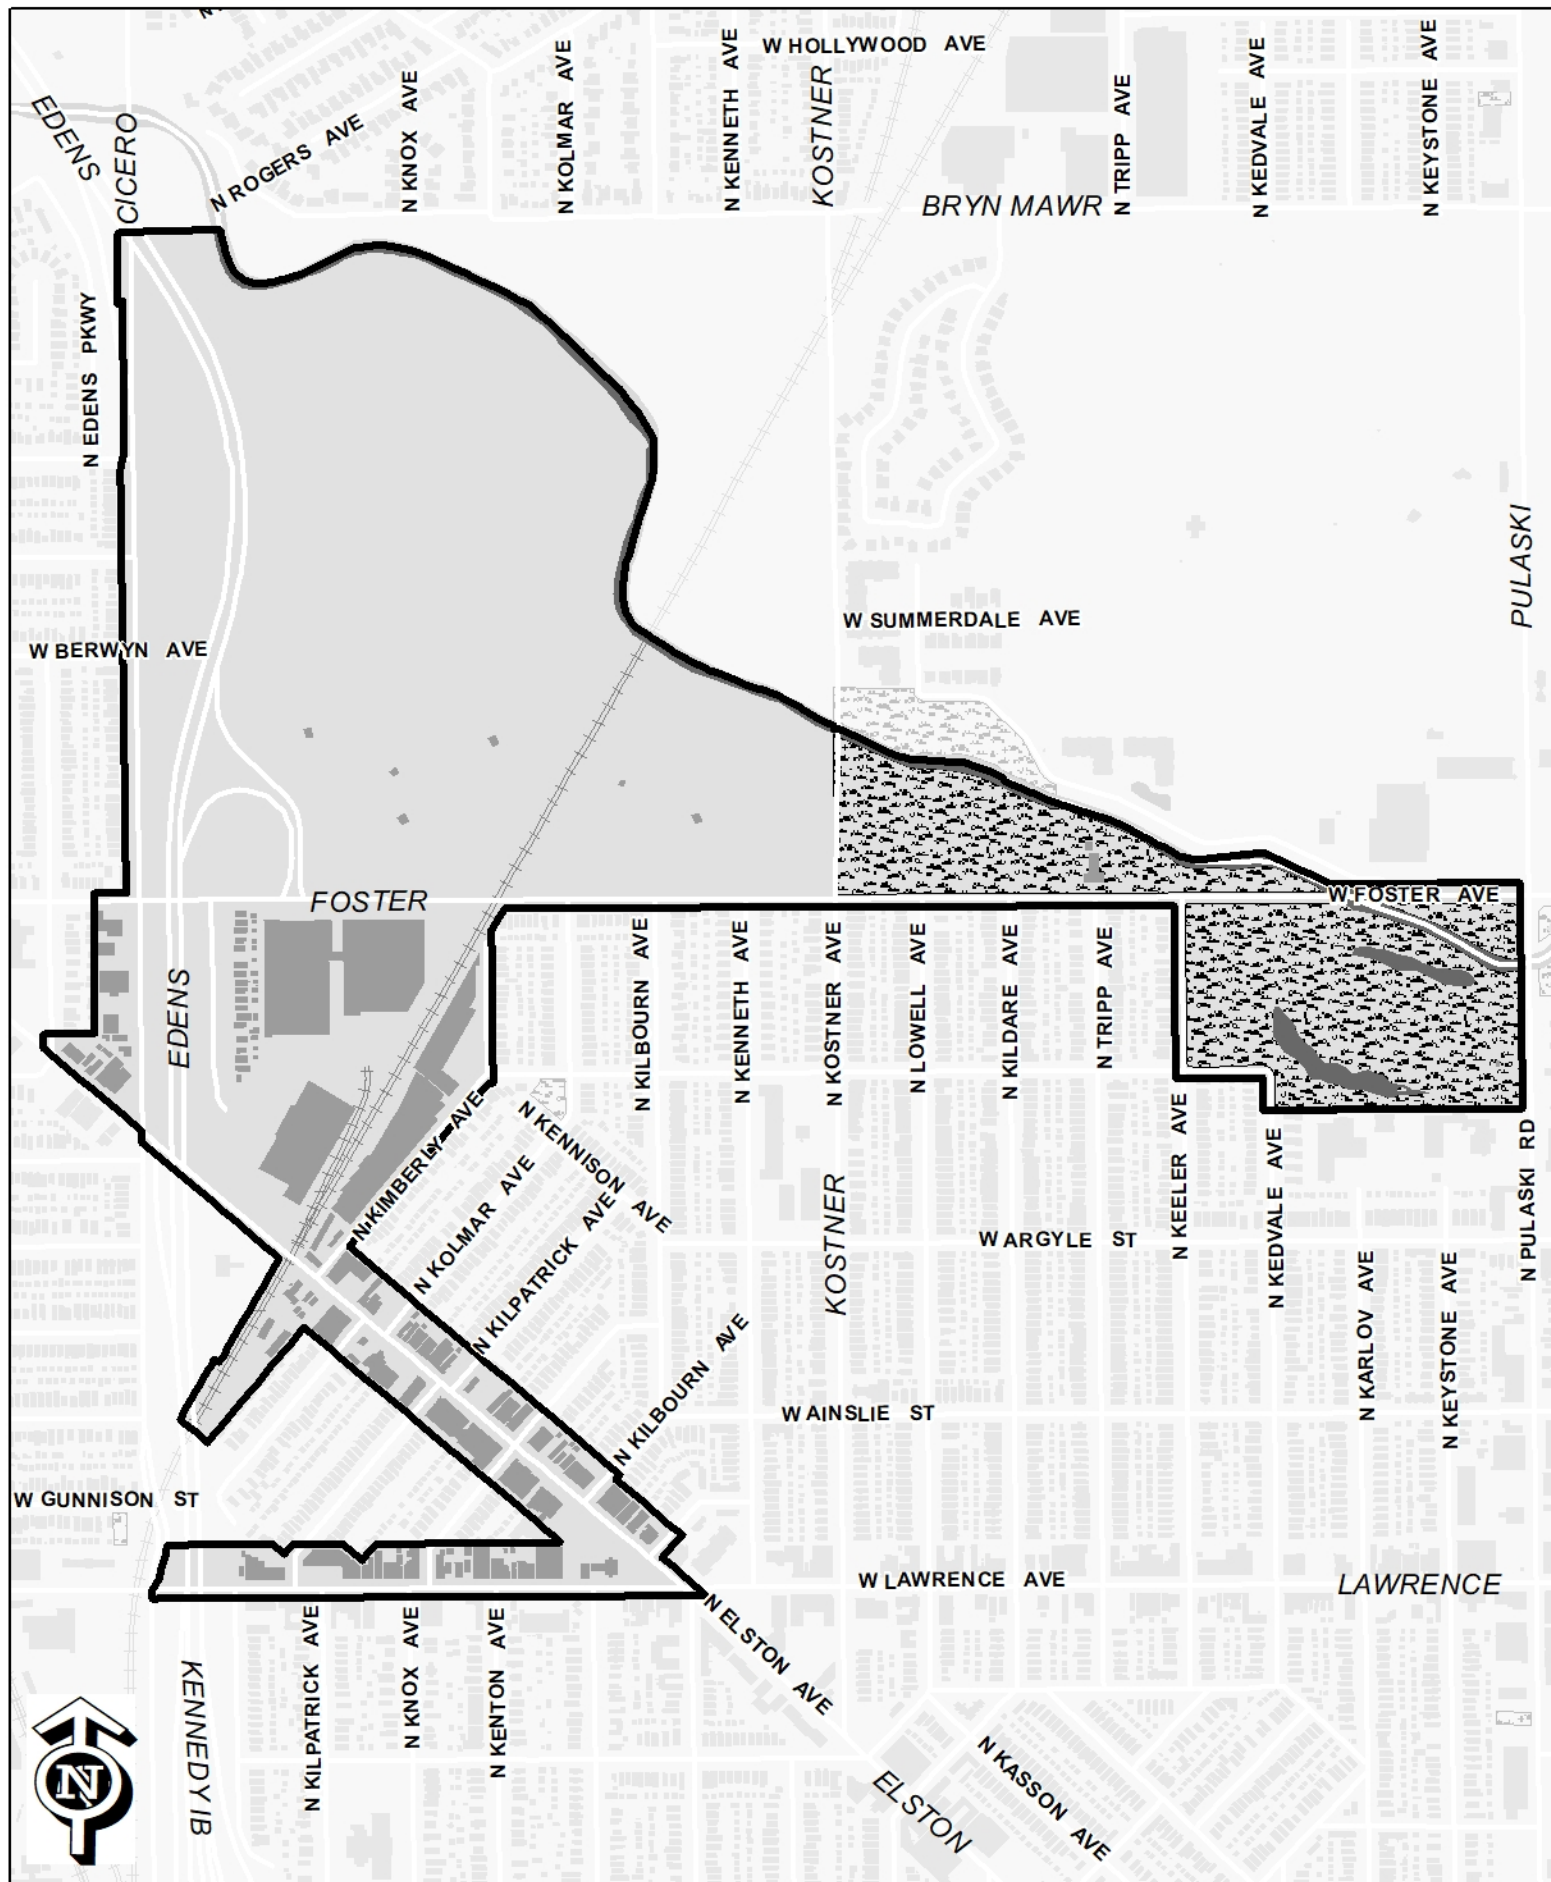 W HOLLYWOOD AVE
EDENS
CICERO
N ROGERS AVE
N KNOX AVE
N KOLMAR AVE
N KENNETH AVE
KOSTNER
BRYN MAWR
N TRIPP AVE
N KEDVALE AVE
N KEYSTONE AVE
N EDENS PKWY
PULASKI
W SUMMERDALE AVE
W BERWYN AVE
FOSTER
W FOSTER AVE
EDENS
N KILBOURN AVE
N KENNETH AVE
N KOSTNER AVE
N LOWELL AVE
N KILDARE AVE
N TRIPP AVE
N KIMBERLY AVE
N KENNISON AVE
N KOLMAR AVE
N KILPATRICK AVE
KOSTNER
W ARGYLE ST
N KEELER AVE
N KEDVALE AVE
N PULASKI RD
N KARLOV AVE
N KEYSTONE AVE
N KILBOURN AVE
W AINSLIE ST
W GUNNISON ST
W LAWRENCE AVE
LAWRENCE
N ELSTON AVE
KENNEDY IB
N KILPATRICK AVE
N KNOX AVE
N KENTON AVE
ELSTON
N KASSON AVE
N